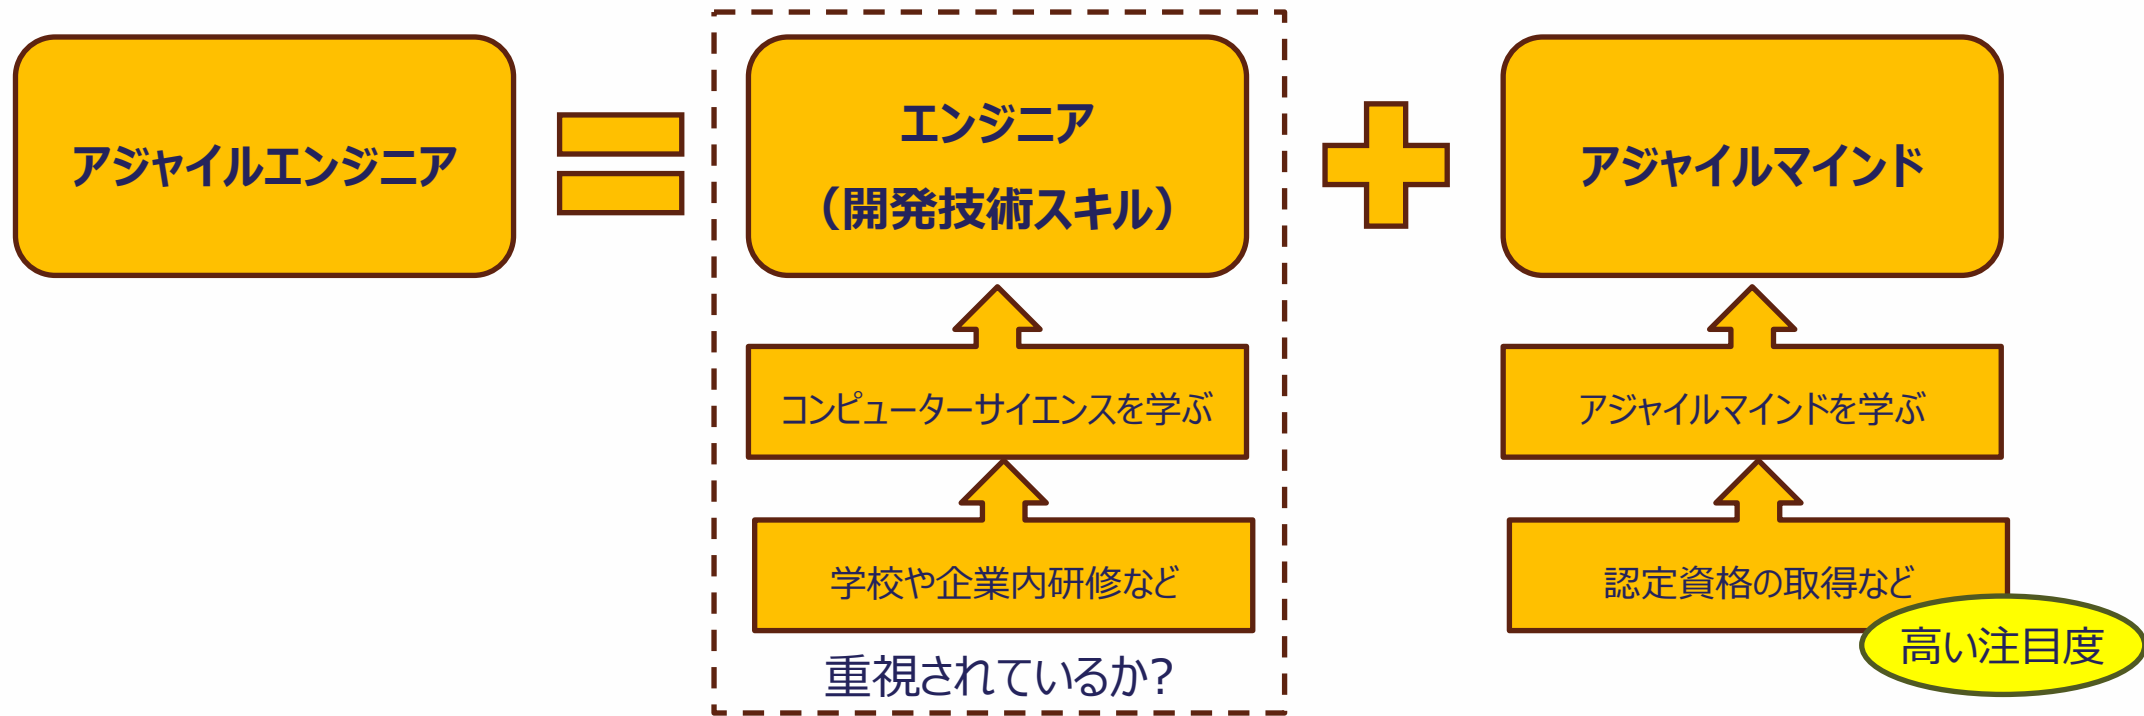 アジャイルエンジニア
エンジニア
（開発技術スキル）
アジャイルマインド
コンピューターサイエンスを学ぶ
アジャイルマインドを学ぶ
学校や企業内研修など
認定資格の取得など
高い注目度
重視されているか?